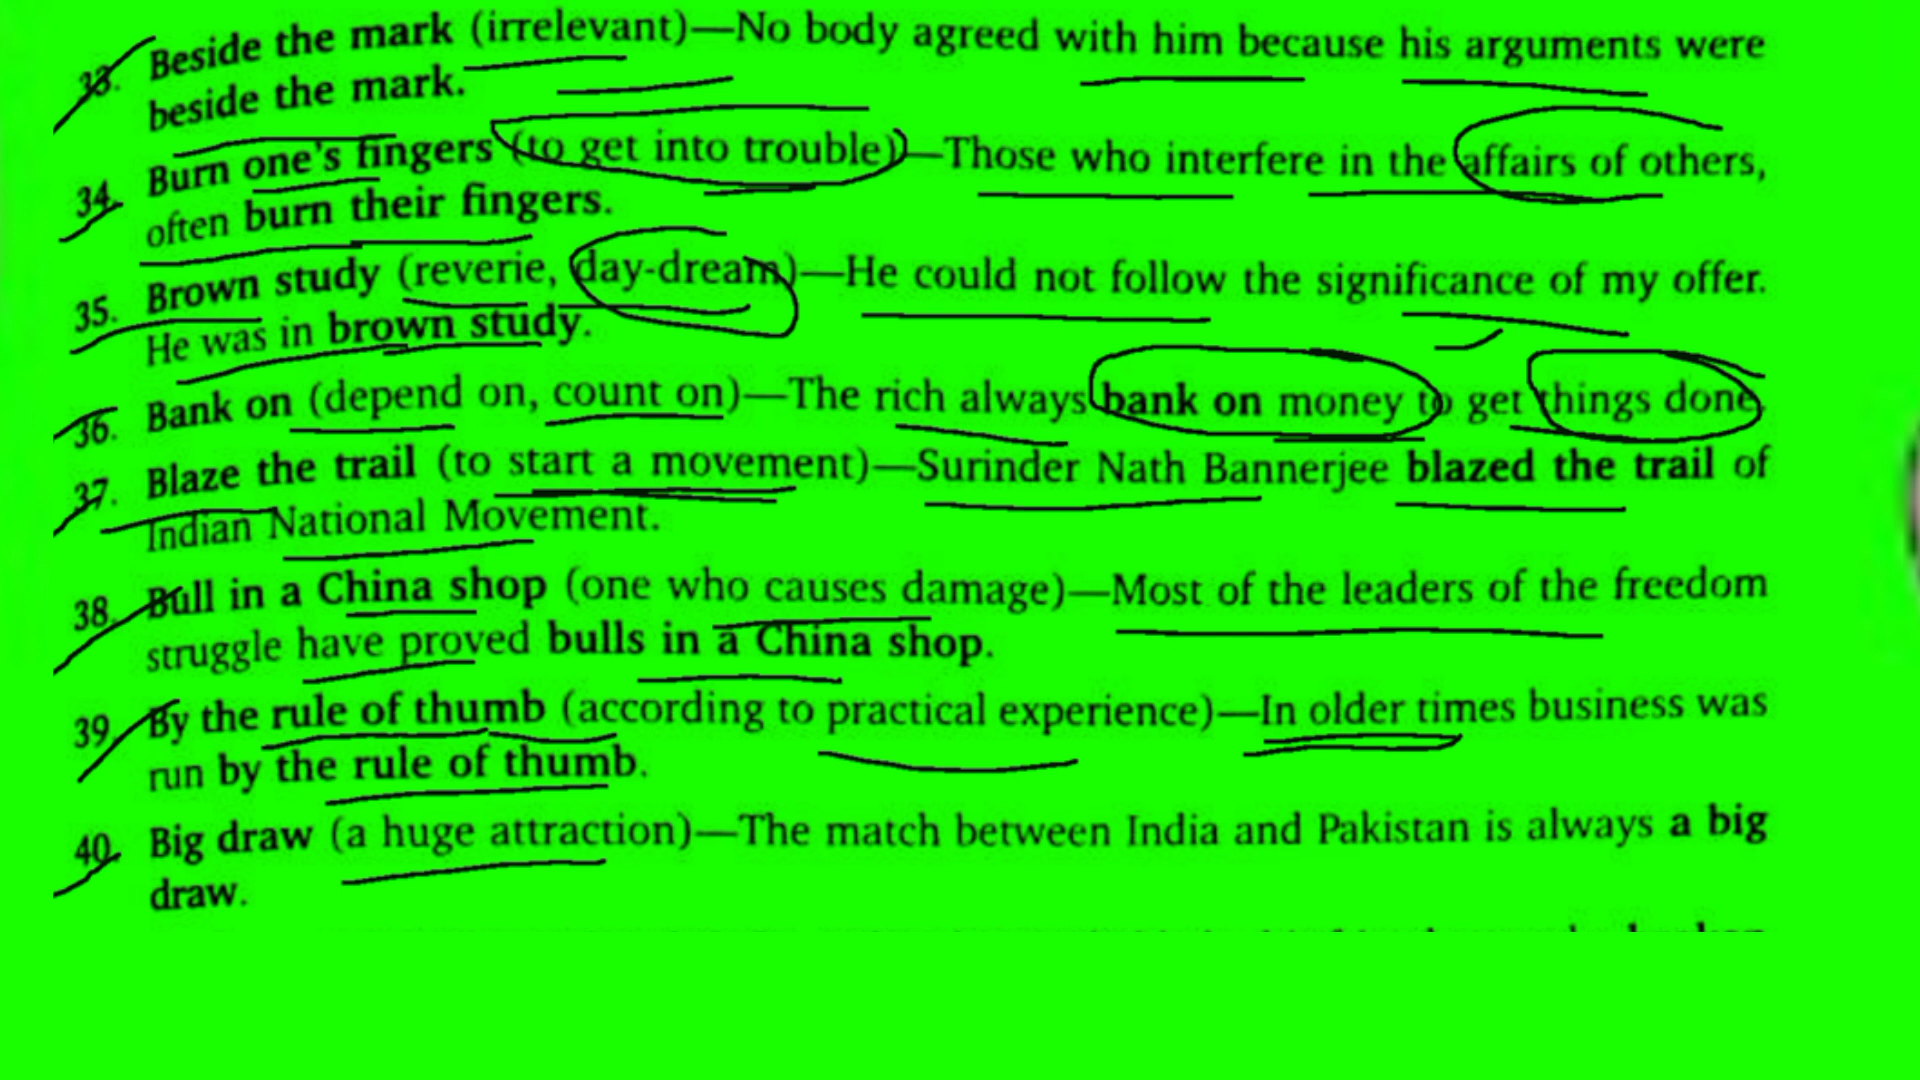 33. Beside the mark (irrelevant)—No body agreed with him because his arguments were
beside the mark.
34. Burn one's fingers (to get into trouble)—Those who interfere in the affairs of others,
often burn their fingers.
35. Brown study (reverie, day-dream)—He could not follow the significance of my offer.
He was in brown study.
36. Bank on (depend on, count on)—The rich always bank on money to get things done.
37. Blaze the trail (to start a movement)—Surinder Nath Bannerjee blazed the trail of
Indian National Movement.
38. Bull in a China shop (one who causes damage)—Most of the leaders of the freedom
struggle have proved bulls in a China shop.
39. By the rule of thumb (according to practical experience)—In older times business was
run by the rule of thumb.
40. Big draw (a huge attraction)—The match between India and Pakistan is always a big
draw.